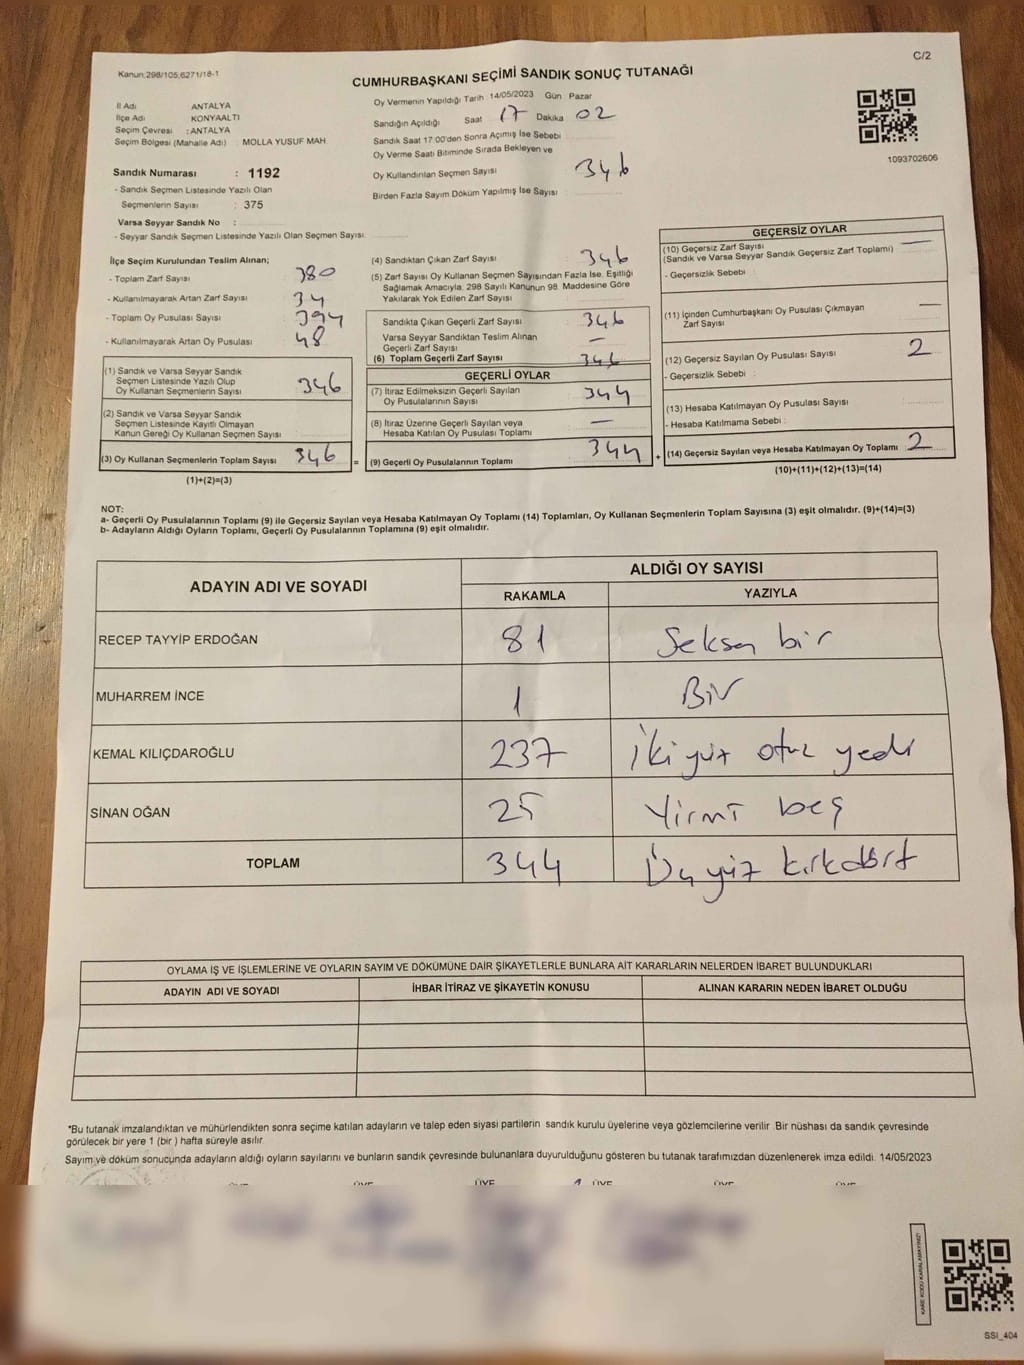 Kanun;298/105,6271/18-1
C/2
CUMHURBAŞKANI SEÇİMİ SANDIK SONUÇ TUTANAĞI
İl Adı ANTALYA
İlçe Adı KONYAALTI
Seçim Çevresi : ANTALYA
Seçim Bölgesi (Mahalle Adı) : MOLLA YUSUF MAH.
Sandık Numarası : 1192
- Sandık Seçmen Listesinde Yazılı Olan
Seçmenlerin Sayısı : 375
Varsa Seyyar Sandık No :
- Seyyar Sandık Seçmen Listesinde Yazılı Olan Seçmen Sayısı:
Oy Vermenin Yapıldığı Tarih 14/05/2023 Gün Pazar
Sandığın Açıldığı Saat 17 Dakika 02
Sandık Saat 17:00'den Sonra Açımış İse Sebebi
Oy Verme Saati Bitiminde Sırada Bekleyen ve
Oy Kullandırılan Seçmen Sayısı 346
Birden Fazla Sayım Döküm Yapılmış İse Sayısı
1093702606
İlçe Seçim Kurulundan Teslim Alınan;
- Toplam Zarf Sayısı 380
- Kullanılmayarak Artan Zarf Sayısı 34
- Toplam Oy Pusulası Sayısı 394
- Kullanılmayarak Artan Oy Pusulası 48
(1) Sandık ve Varsa Seyyar Sandık
Seçmen Listesinde Yazılı Olup
Oy Kullanan Seçmenlerin Sayısı 346
(2) Sandık ve Varsa Seyyar Sandık
Seçmen Listesinde Kayıtlı Olmayan
Kanun Gereği Oy Kullanan Seçmen Sayısı
(3) Oy Kullanan Seçmenlerin Toplam Sayısı 346
(1)+(2)=(3)
(4) Sandıktan Çıkan Zarf Sayısı 346
(5) Zarf Sayısı Oy Kullanan Seçmen Sayısından Fazla İse, Eşitliği
Sağlamak Amacıyla; 298 Sayılı Kanunun 98. Maddesine Göre
Yakılarak Yok Edilen Zarf Sayısı
Sandıkta Çıkan Geçerli Zarf Sayısı 346
Varsa Seyyar Sandıktan Teslim Alınan
Geçerli Zarf Sayısı —
(6) Toplam Geçerli Zarf Sayısı 346
GEÇERLİ OYLAR
(7) İtiraz Edilmeksizin Geçerli Sayılan
Oy Pusulalarının Sayısı 344
(8) İtiraz Üzerine Geçerli Sayılan veya
Hesaba Katılan Oy Pusulası Toplamı —
= (9) Geçerli Oy Pusulalarının Toplamı 344
GEÇERSİZ OYLAR
(10) Geçersiz Zarf Sayısı —
(Sandık ve Varsa Seyyar Sandık Geçersiz Zarf Toplamı)
- Geçersizlik Sebebi :
(11) İçinden Cumhurbaşkanı Oy Pusulası Çıkmayan
Zarf Sayısı —
(12) Geçersiz Sayılan Oy Pusulası Sayısı 2
- Geçersizlik Sebebi :
(13) Hesaba Katılmayan Oy Pusulası Sayısı
- Hesaba Katılmama Sebebi :
+ (14) Geçersiz Sayılan veya Hesaba Katılmayan Oy Toplamı 2
(10)+(11)+(12)+(13)=(14)
NOT:
a- Geçerli Oy Pusulalarının Toplamı (9) ile Geçersiz Sayılan veya Hesaba Katılmayan Oy Toplamı (14) Toplamları, Oy Kullanan Seçmenlerin Toplam Sayısına (3) eşit olmalıdır. (9)+(14)=(3)
b- Adayların Aldığı Oyların Toplamı, Geçerli Oy Pusulalarının Toplamına (9) eşit olmalıdır.
ADAYIN ADI VE SOYADI ALDIĞI OY SAYISI
RAKAMLA YAZIYLA
RECEP TAYYİP ERDOĞAN 81 Seksen bir
MUHARREM İNCE 1 Bir
KEMAL KILIÇDAROĞLU 237 İkiyüz otuz yedi
SİNAN OĞAN 25 Yirmi beş
TOPLAM 344 Üçyüz kırkdört
OYLAMA İŞ VE İŞLEMLERİNE VE OYLARIN SAYIM VE DÖKÜMÜNE DAİR ŞİKAYETLERLE BUNLARA AİT KARARLARIN NELERDEN İBARET BULUNDUKLARI
ADAYIN ADI VE SOYADI İHBAR İTİRAZ VE ŞİKAYETİN KONUSU ALINAN KARARIN NEDEN İBARET OLDUĞU
*Bu tutanak imzalandıktan ve mühürlendikten sonra seçime katılan adayların ve talep eden siyasi partilerin sandık kurulu üyelerine veya gözlemcilerine verilir. Bir nüshası da sandık çevresinde
görülecek bir yere 1 (bir ) hafta süreyle asılır.
Sayım ve döküm sonucunda adayların aldığı oyların sayılarını ve bunların sandık çevresinde bulunanlara duyurulduğunu gösteren bu tutanak tarafımızdan düzenlenerek imza edildi. 14/05/2023
ÜYE ÜYE ÜYE ÜYE ÜYE ÜYE
KARE KODU KARALAMAYINIZ!
SSI_404